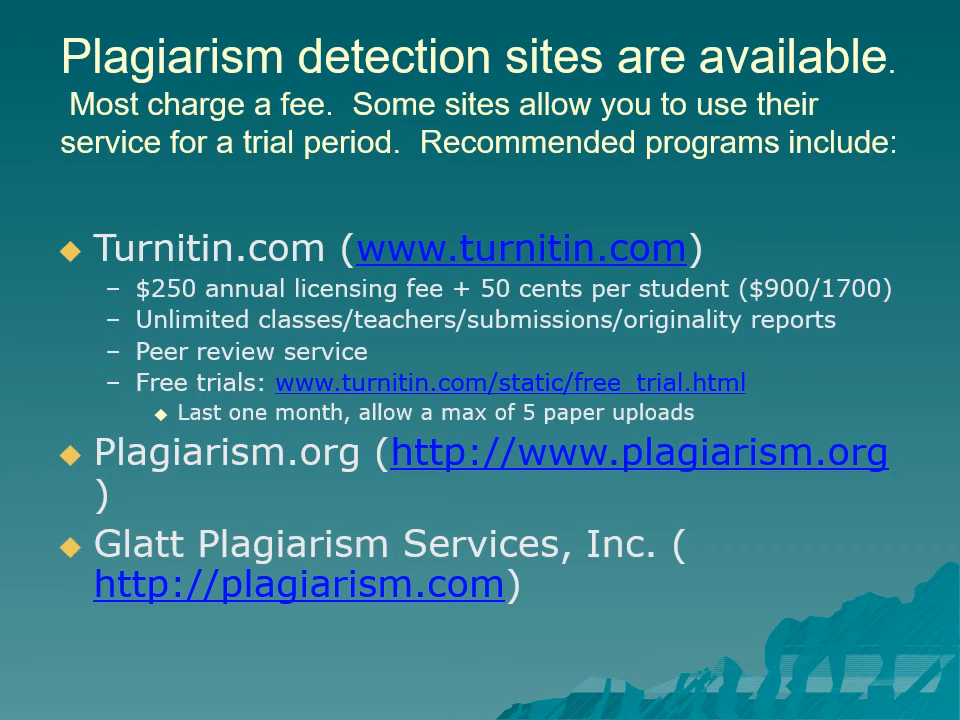 Plagiarism detection sites are available.
Most charge a fee.  Some sites allow you to use their
service for a trial period.  Recommended programs include:
◆ Turnitin.com (www.turnitin.com)
– $250 annual licensing fee + 50 cents per student ($900/1700)
– Unlimited classes/teachers/submissions/originality reports
– Peer review service
– Free trials: www.turnitin.com/static/free_trial.html
◆ Last one month, allow a max of 5 paper uploads
◆ Plagiarism.org (http://www.plagiarism.org
)
◆ Glatt Plagiarism Services, Inc. (
http://plagiarism.com)